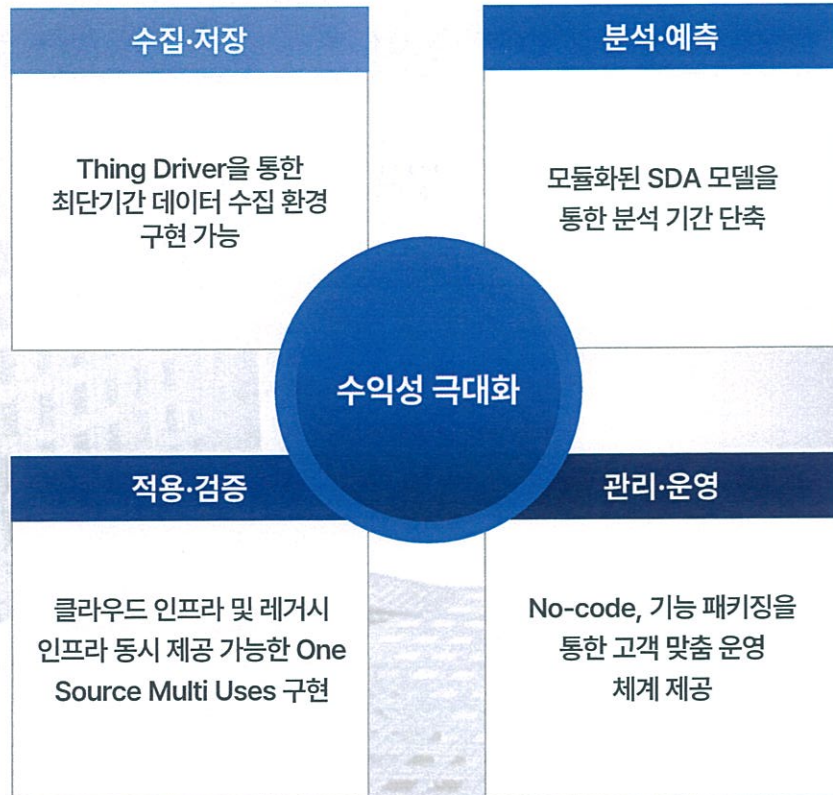 수집·저장
Thing Driver을 통한
최단기간 데이터 수집 환경
구현 가능
분석·예측
모듈화된 SDA 모델을
통한 분석 기간 단축
수익성 극대화
적용·검증
클라우드 인프라 및 레거시
인프라 동시 제공 가능한 One
Source Multi Uses 구현
관리·운영
No-code, 기능 패키징을
통한 고객 맞춤 운영
체계 제공